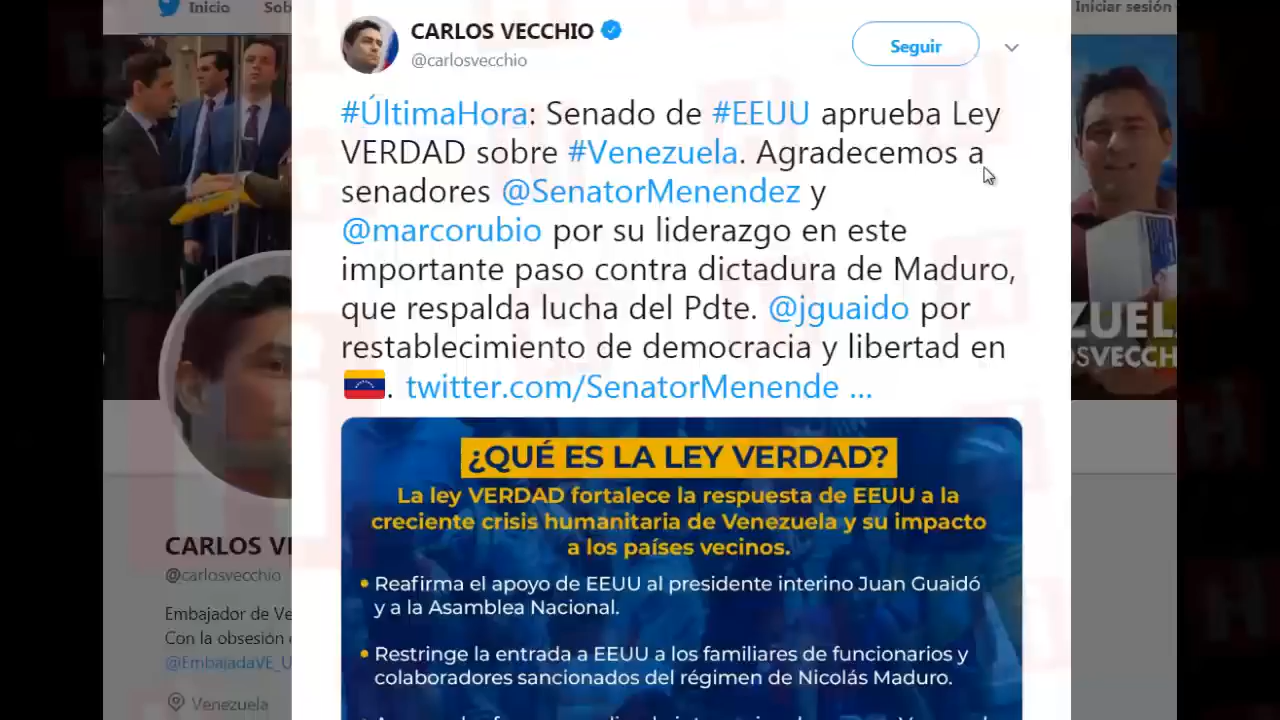 Inicio
Sob
Iniciar sesión
CARLOS VECCHIO
@carlosvecchio
Seguir
#ÚltimaHora: Senado de #EEUU aprueba Ley
VERDAD sobre #Venezuela. Agradecemos a
senadores @SenatorMenendez y
@marcorubio por su liderazgo en este
importante paso contra dictadura de Maduro,
que respalda lucha del Pdte. @jguaido por
restablecimiento de democracia y libertad en
. twitter.com/SenatorMenende ...
¿QUÉ ES LA LEY VERDAD?
La ley VERDAD fortalece la respuesta de EEUU a la
creciente crisis humanitaria de Venezuela y su impacto
a los países vecinos.
• Reafirma el apoyo de EEUU al presidente interino Juan Guaidó
y a la Asamblea Nacional.
• Restringe la entrada a EEUU a los familiares de funcionarios y
colaboradores sancionados del régimen de Nicolás Maduro.
CARLOS VE
@carlosvecchio
Embajador de Ve
Con la obsesión
@EmbajadaVE_U
Venezuela
ZUEL
OSVECCH